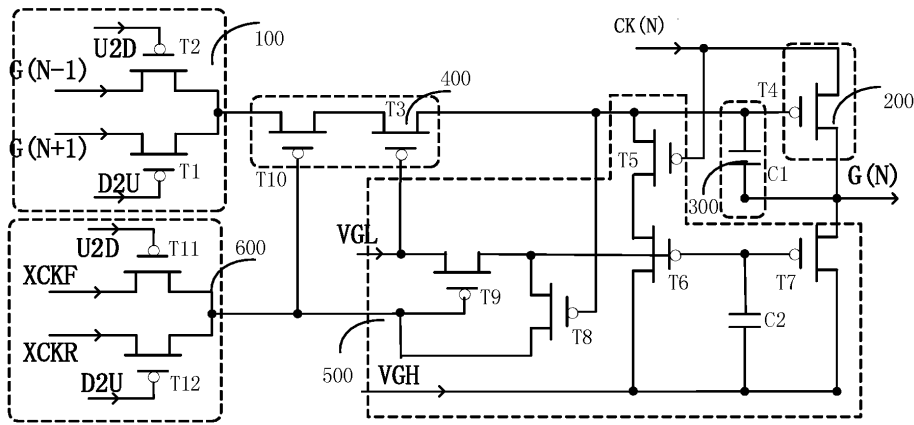 U2D
T2
100
G(N-1)
G(N+1)
T1
D2U
T3
400
T10
CK(N)
T4
200
T5
C1
300
G(N)
U2D
T11
600
XCKF
XCKR
T12
D2U
VGL
T9
T8
T6
T7
C2
500
VGH